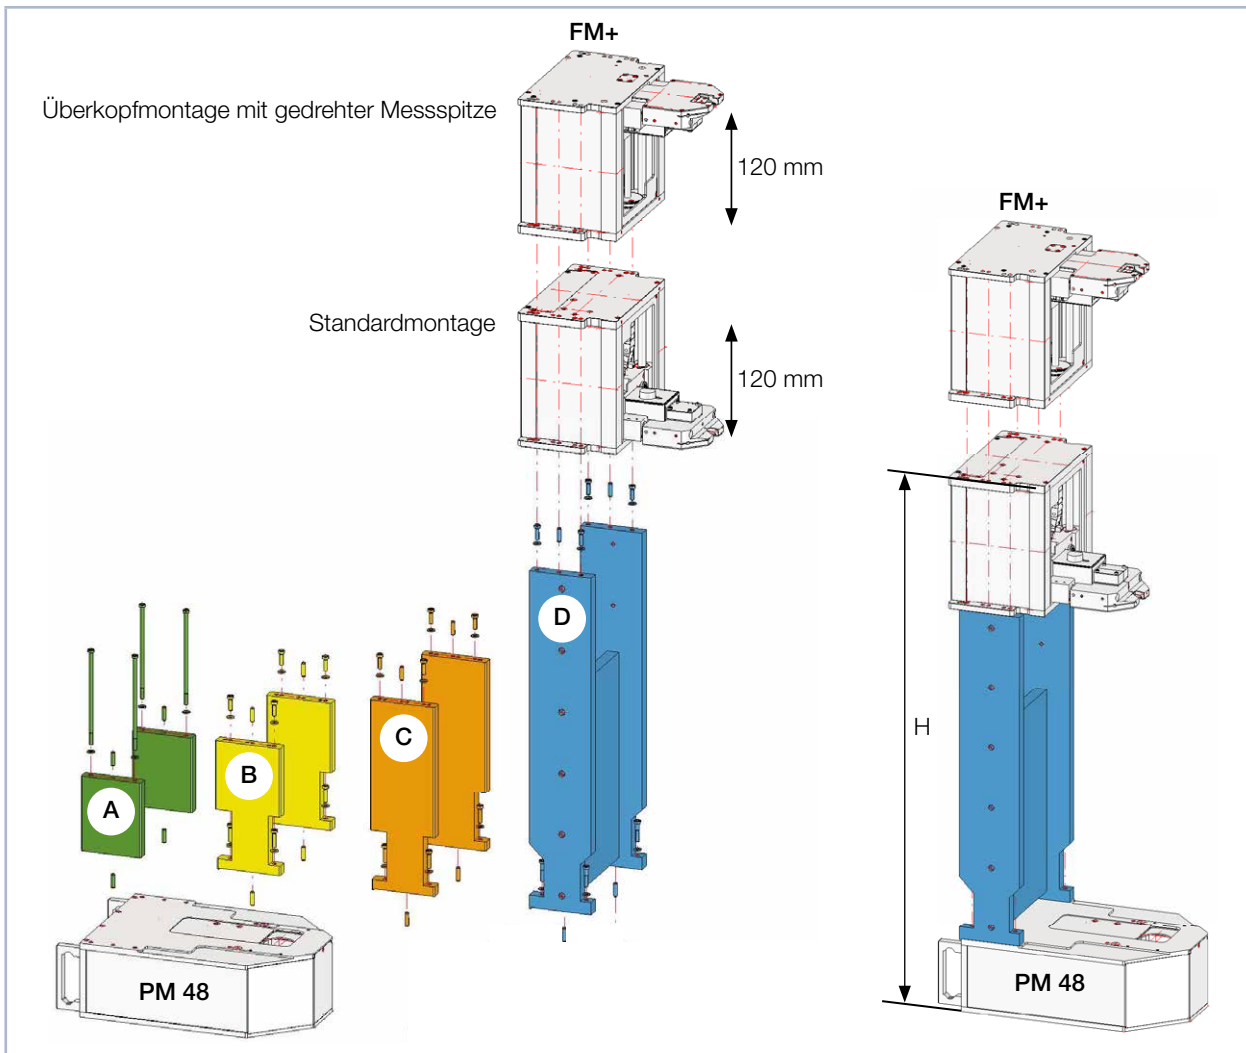 FM+
Überkopfmontage mit gedrehter Messspitze
120 mm
FM+
Standardmontage
120 mm
D
C
B
A
H
PM 48
PM 48